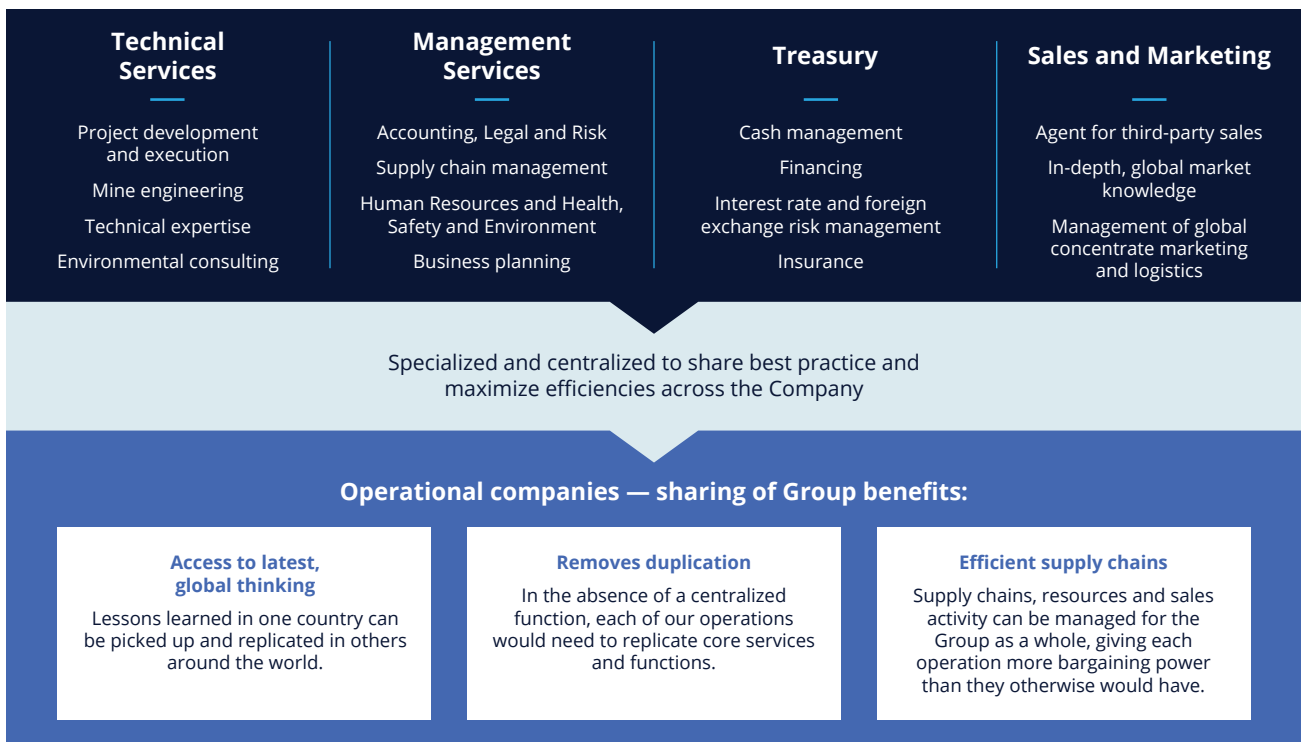 Technical
Services
Project development
and execution
Mine engineering
Technical expertise
Environmental consulting
Management
Services
Accounting, Legal and Risk
Supply chain management
Human Resources and Health,
Safety and Environment
Business planning
Treasury
Cash management
Financing
Interest rate and foreign
exchange risk management
Insurance
Sales and Marketing
Agent for third-party sales
In-depth, global market
knowledge
Management of global
concentrate marketing
and logistics
Specialized and centralized to share best practice and
maximize efficiencies across the Company
Operational companies — sharing of Group benefits:
Access to latest,
global thinking
Lessons learned in one country can
be picked up and replicated in others
around the world.
Removes duplication
In the absence of a centralized
function, each of our operations
would need to replicate core services
and functions.
Efficient supply chains
Supply chains, resources and sales
activity can be managed for the
Group as a whole, giving each
operation more bargaining power
than they otherwise would have.